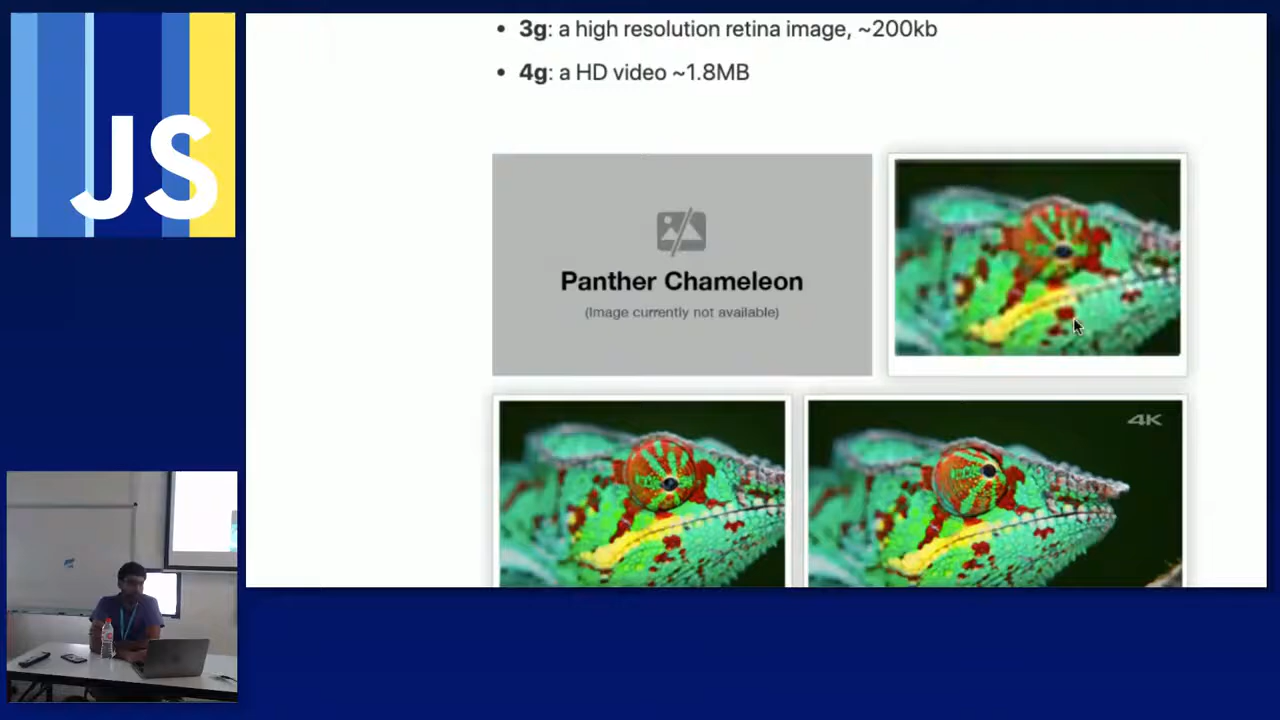 JS
• 3g: a high resolution retina image, ~200kb
• 4g: a HD video ~1.8MB
Panther Chameleon
(Image currently not available)
4K